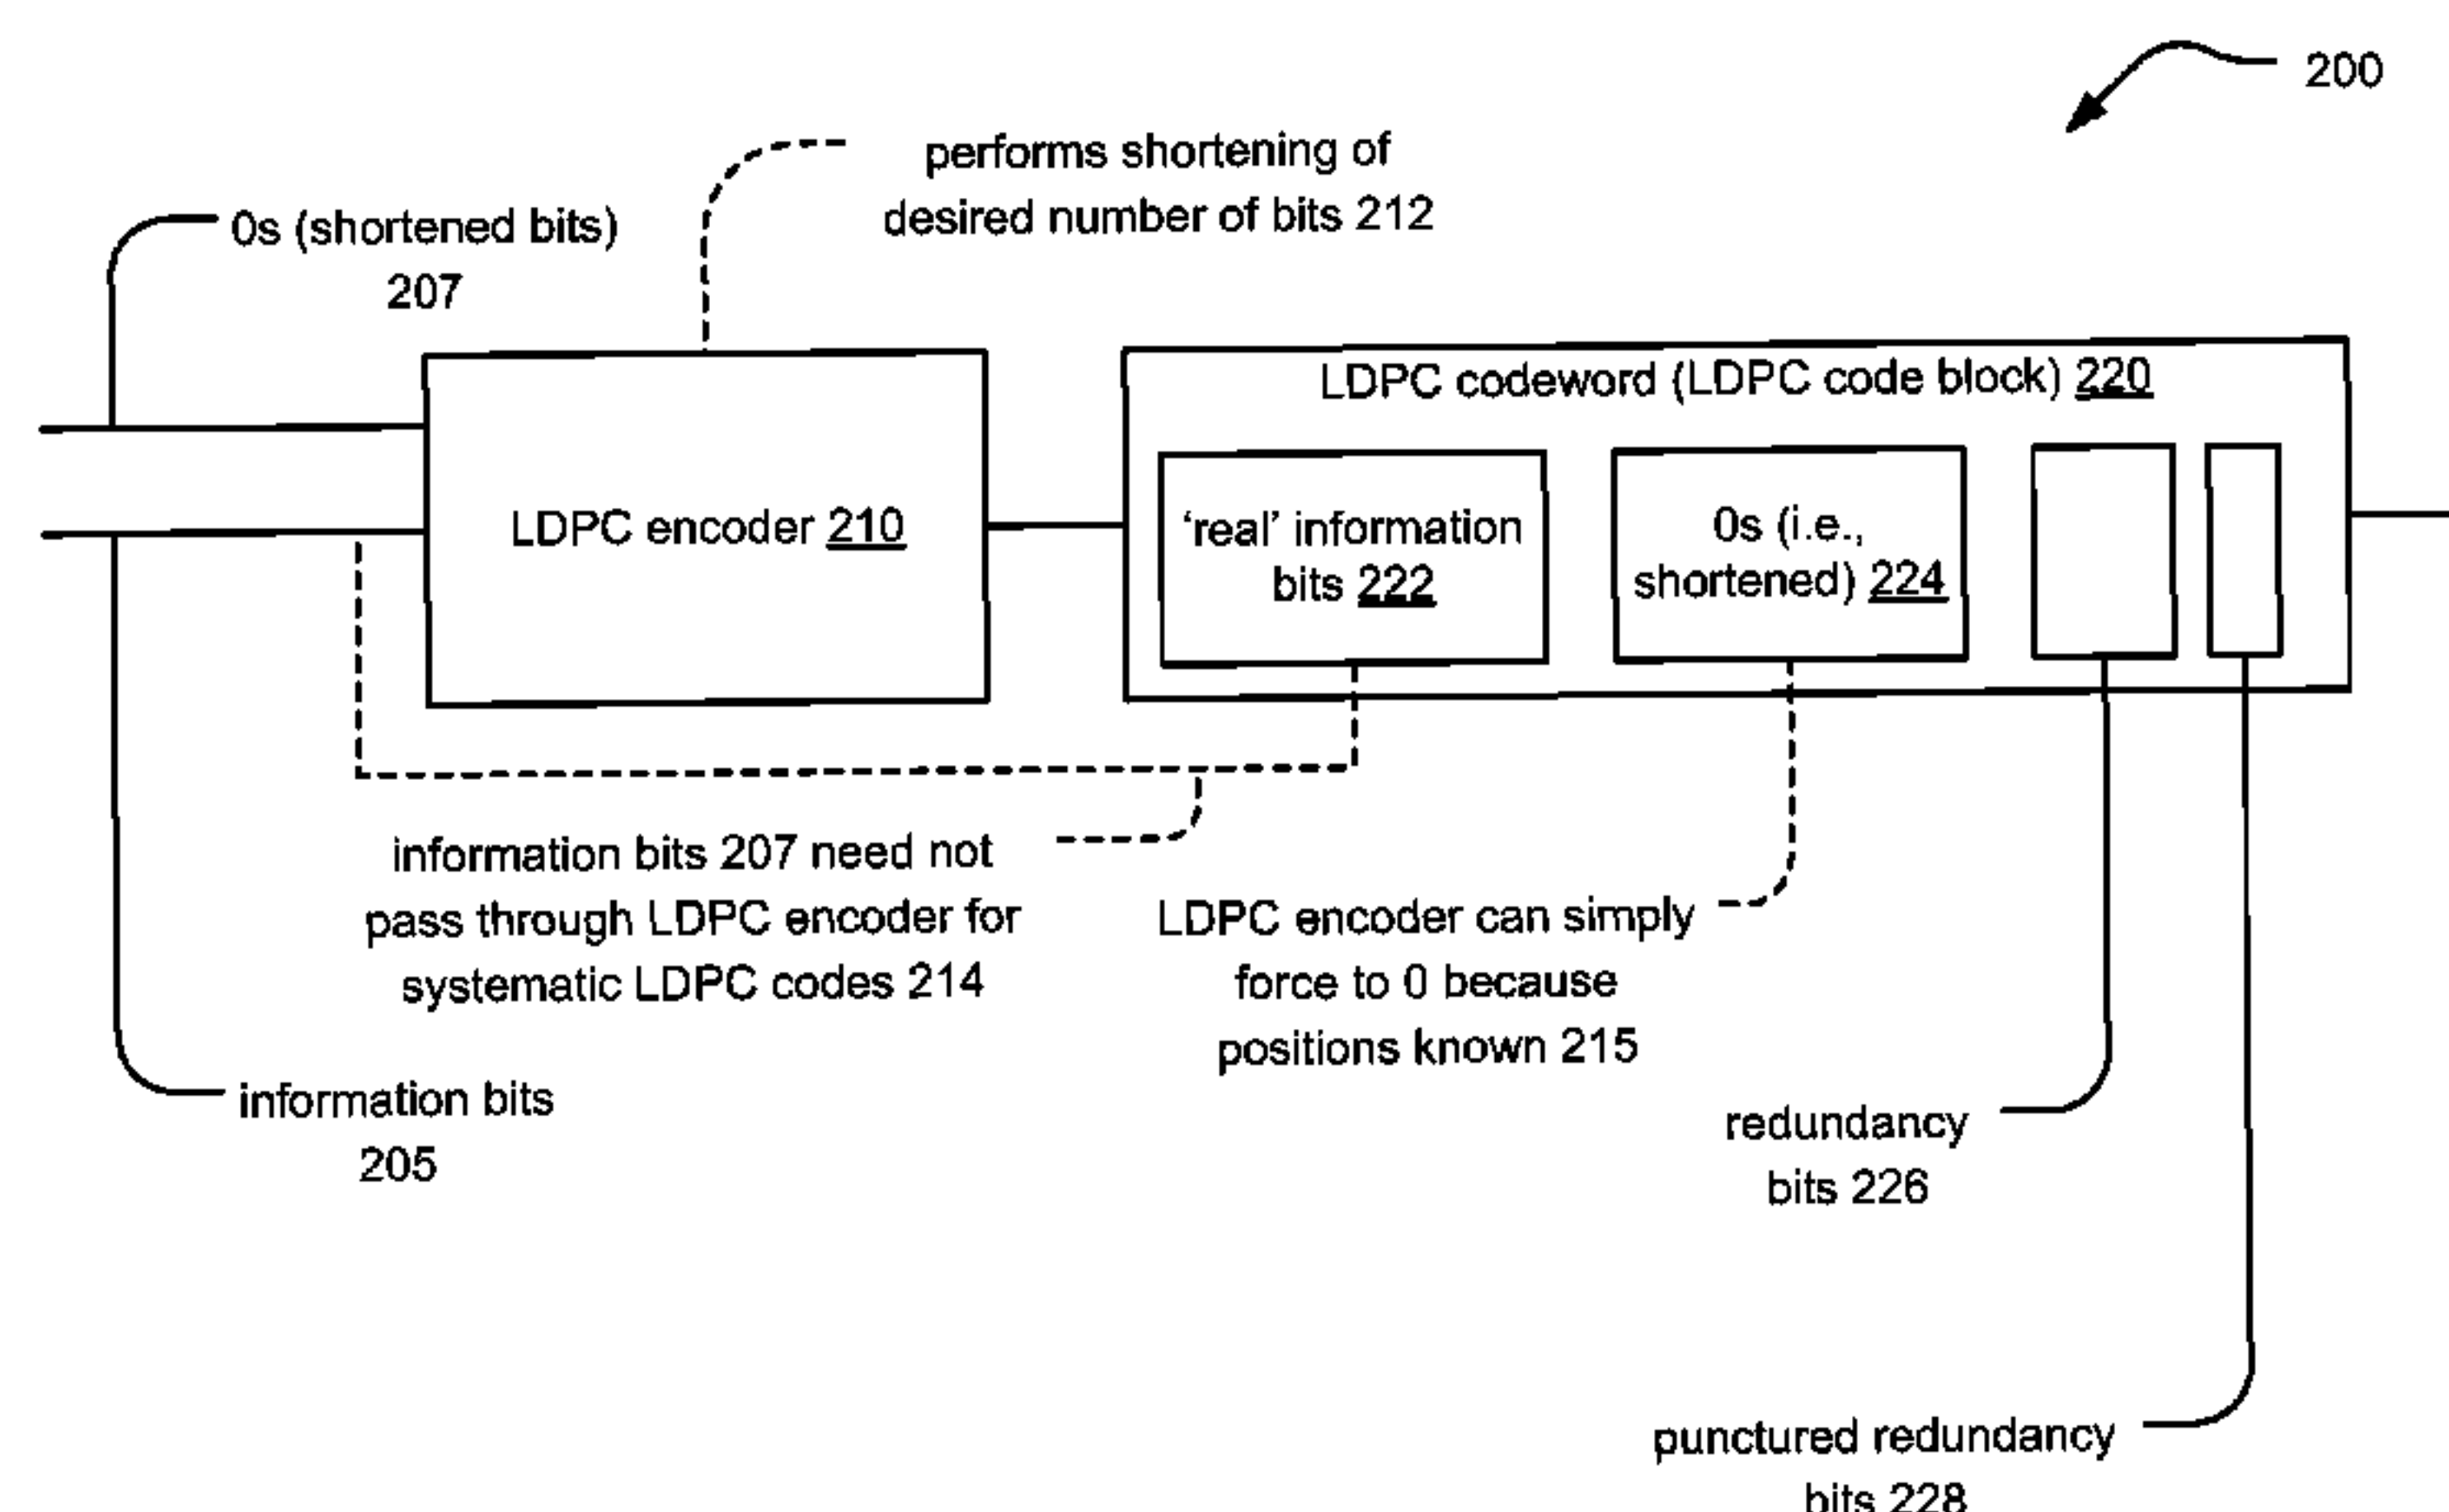 200
performs shortening of
desired number of bits 212
0s (shortened bits)
207
LDPC codeword (LDPC code block) 220
LDPC encoder 210
‘real’ information
bits 222
0s (i.e.,
shortened) 224
information bits 207 need not
pass through LDPC encoder for
systematic LDPC codes 214
LDPC encoder can simply
force to 0 because
positions known 215
information bits
205
redundancy
bits 226
punctured redundancy
bits 228